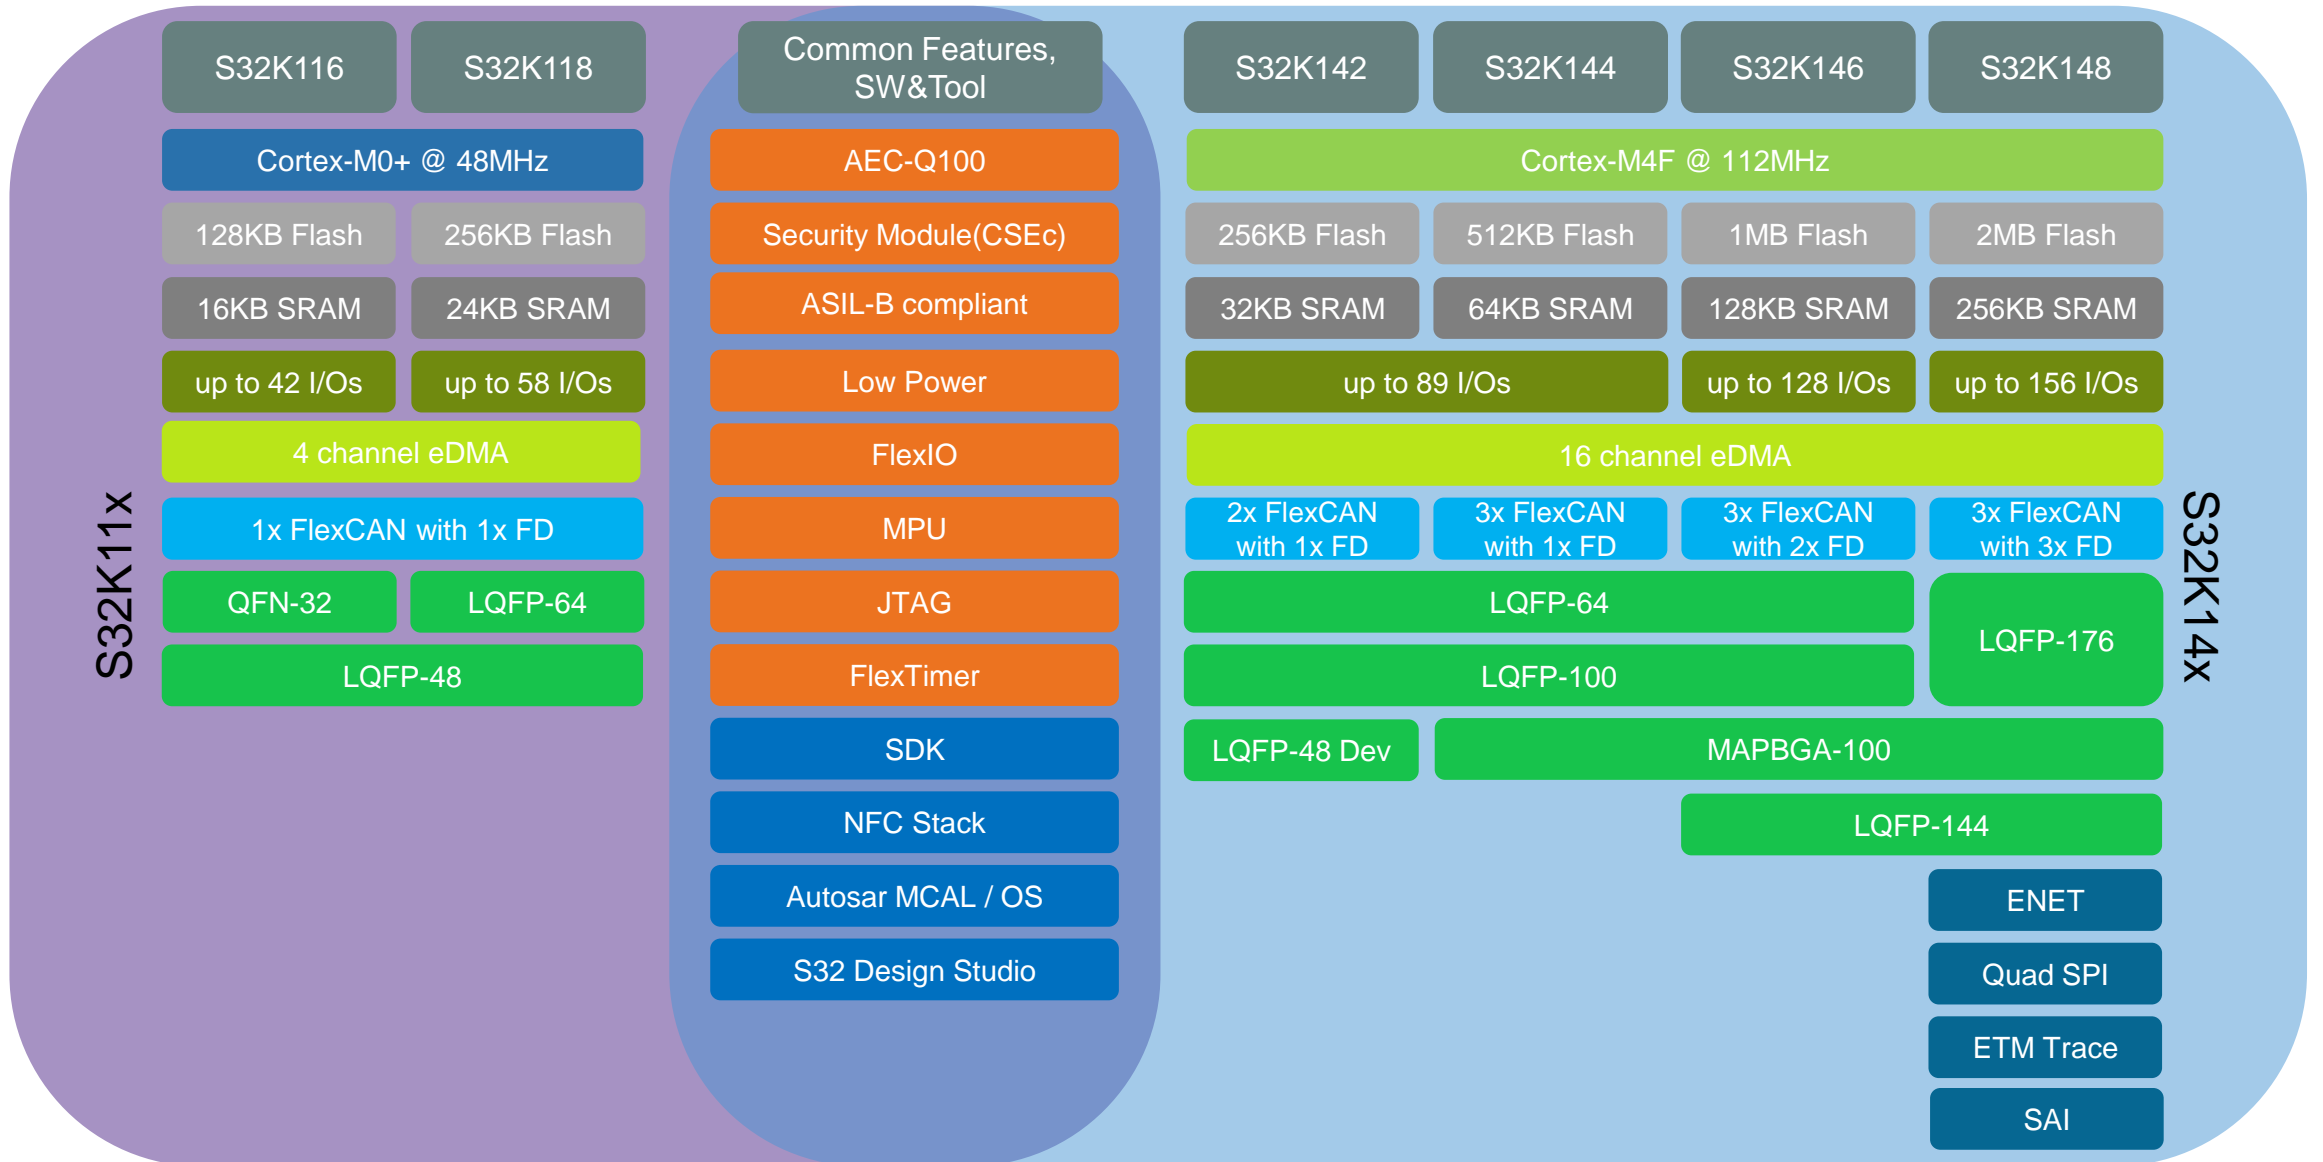 S32K11x
S32K116
S32K118
Cortex-M0+ @ 48MHz
128KB Flash
256KB Flash
16KB SRAM
24KB SRAM
up to 42 I/Os
up to 58 I/Os
4 channel eDMA
1x FlexCAN with 1x FD
QFN-32
LQFP-64
LQFP-48
Common Features,
SW&Tool
AEC-Q100
Security Module(CSEc)
ASIL-B compliant
Low Power
FlexIO
MPU
JTAG
FlexTimer
SDK
NFC Stack
Autosar MCAL / OS
S32 Design Studio
S32K142
S32K144
S32K146
S32K148
Cortex-M4F @ 112MHz
256KB Flash
512KB Flash
1MB Flash
2MB Flash
32KB SRAM
64KB SRAM
128KB SRAM
256KB SRAM
up to 89 I/Os
up to 128 I/Os
up to 156 I/Os
16 channel eDMA
2x FlexCAN
with 1x FD
3x FlexCAN
with 1x FD
3x FlexCAN
with 2x FD
3x FlexCAN
with 3x FD
LQFP-64
LQFP-176
LQFP-100
LQFP-48 Dev
MAPBGA-100
LQFP-144
ENET
Quad SPI
ETM Trace
SAI
S32K14x